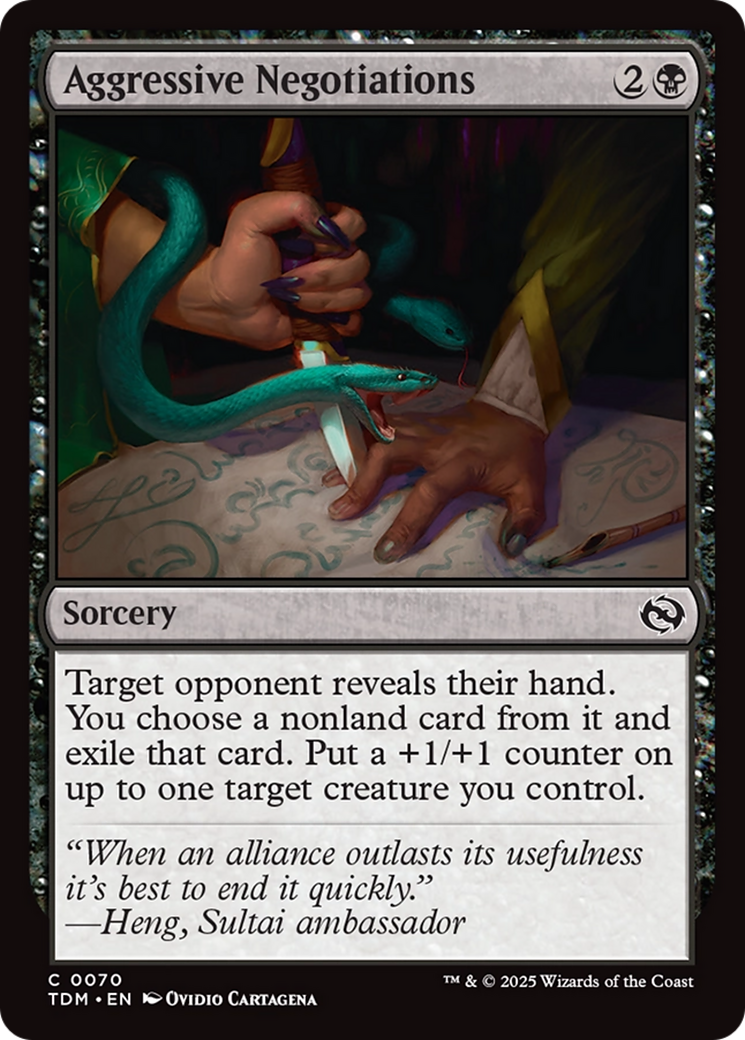 Aggressive Negotiations 2
Sorcery
Target opponent reveals their hand.
You choose a nonland card from it and
exile that card. Put a +1/+1 counter on
up to one target creature you control.
“When an alliance outlasts its usefulness
it’s best to end it quickly.”
—Heng, Sultai ambassador
C 0070
TDM • EN Ovidio Cartagena
™ & © 2025 Wizards of the Coast